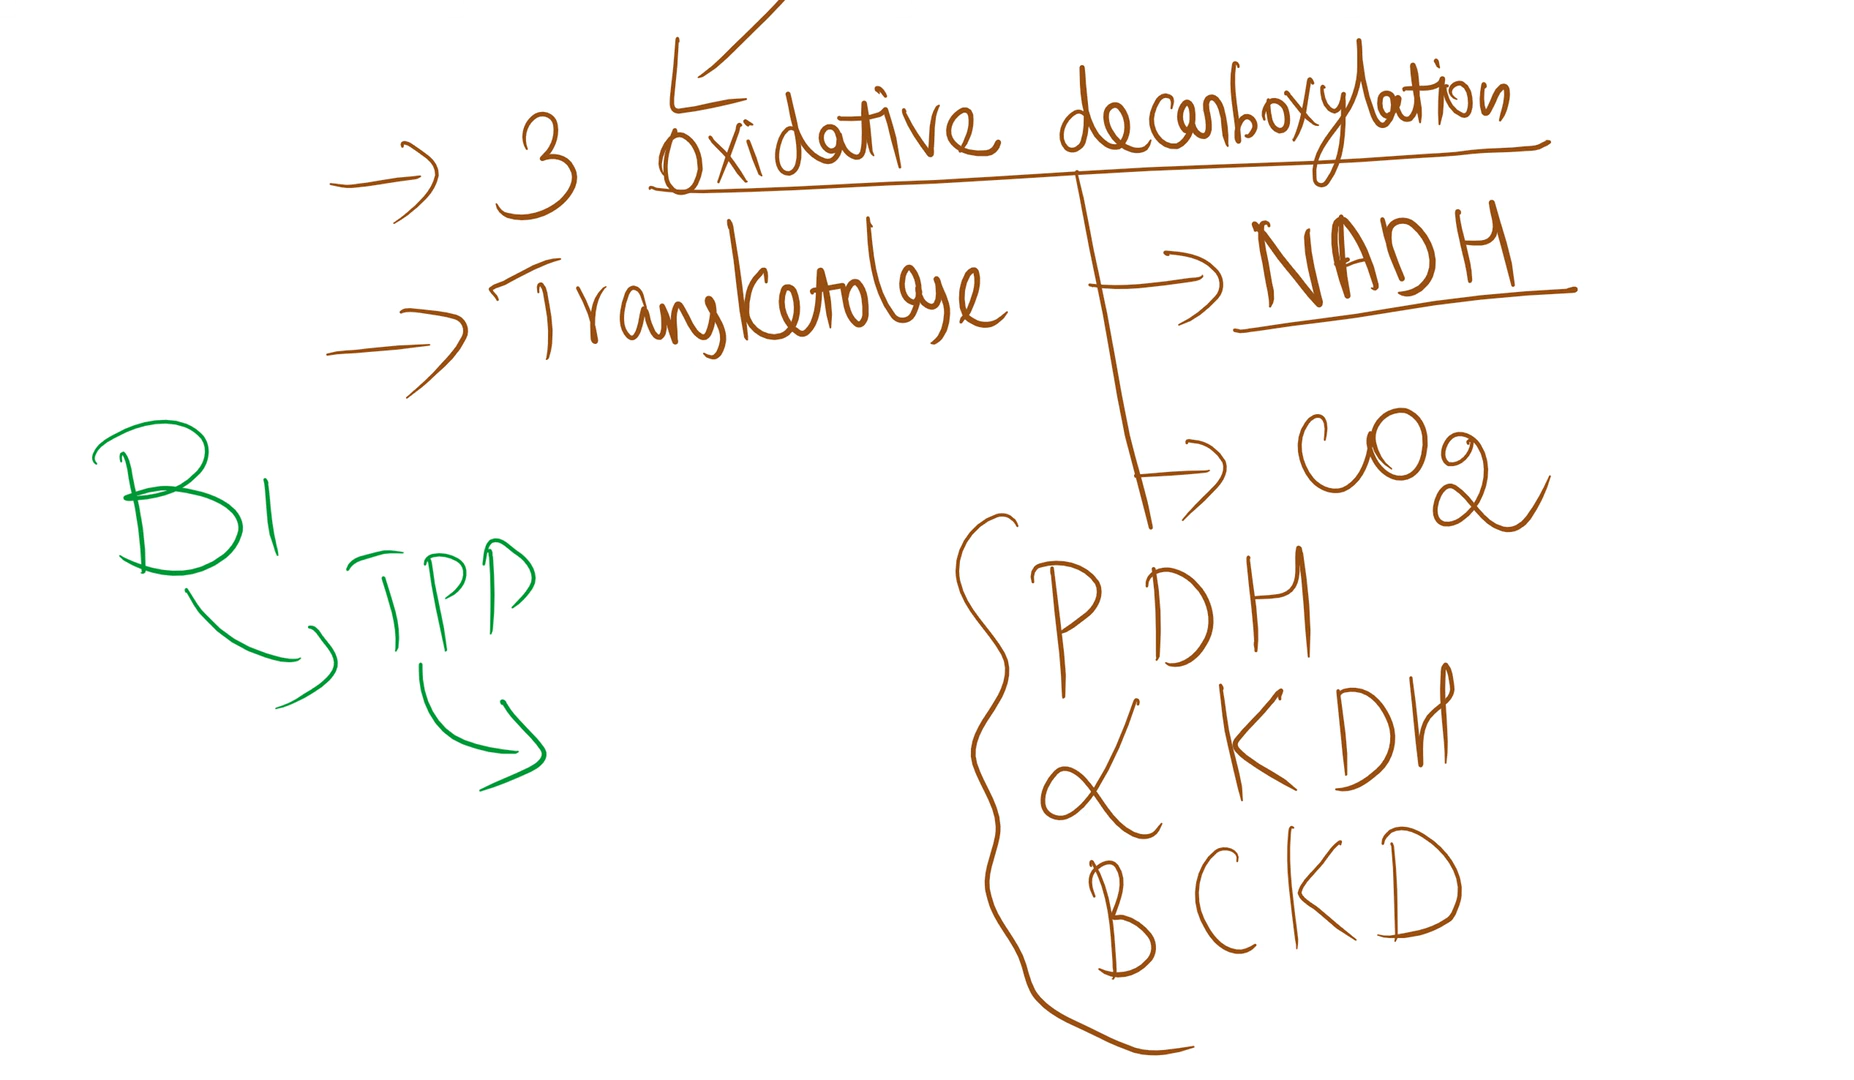 → 3 Oxidative decarboxylation
→ Transketolase
→ NADH
→ CO2
B1
TPP
PDH
α KDH
BCKD